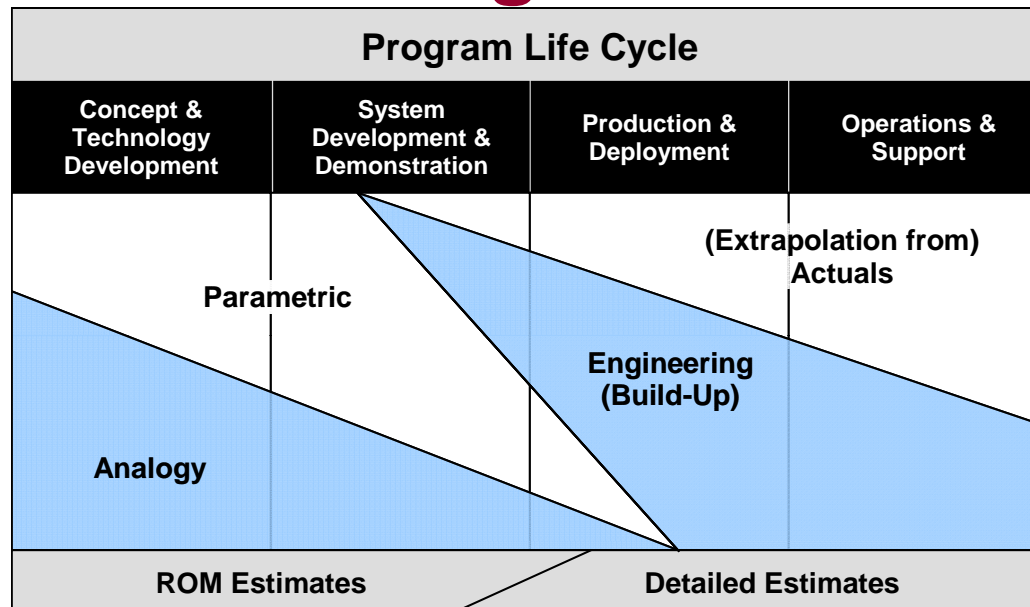 Program Life Cycle
Concept &
Technology
Development
System
Development &
Demonstration
Production &
Deployment
Operations &
Support
(Extrapolation from)
Actuals
Parametric
Engineering
(Build-Up)
Analogy
ROM Estimates
Detailed Estimates